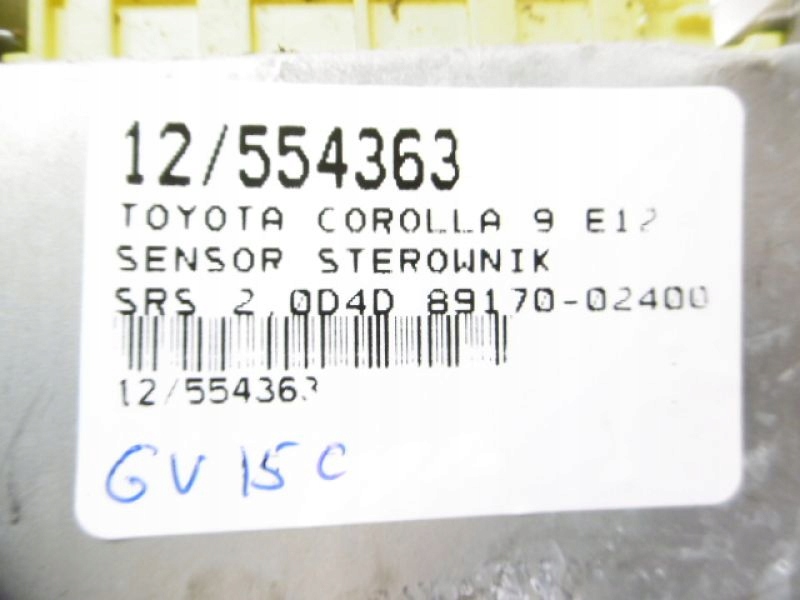 12/554363
TOYOTA COROLLA 9 E12
SENSOR STEROWNIK
SRS 2.0D4D 89170-02400
12/554363
GV 15 C